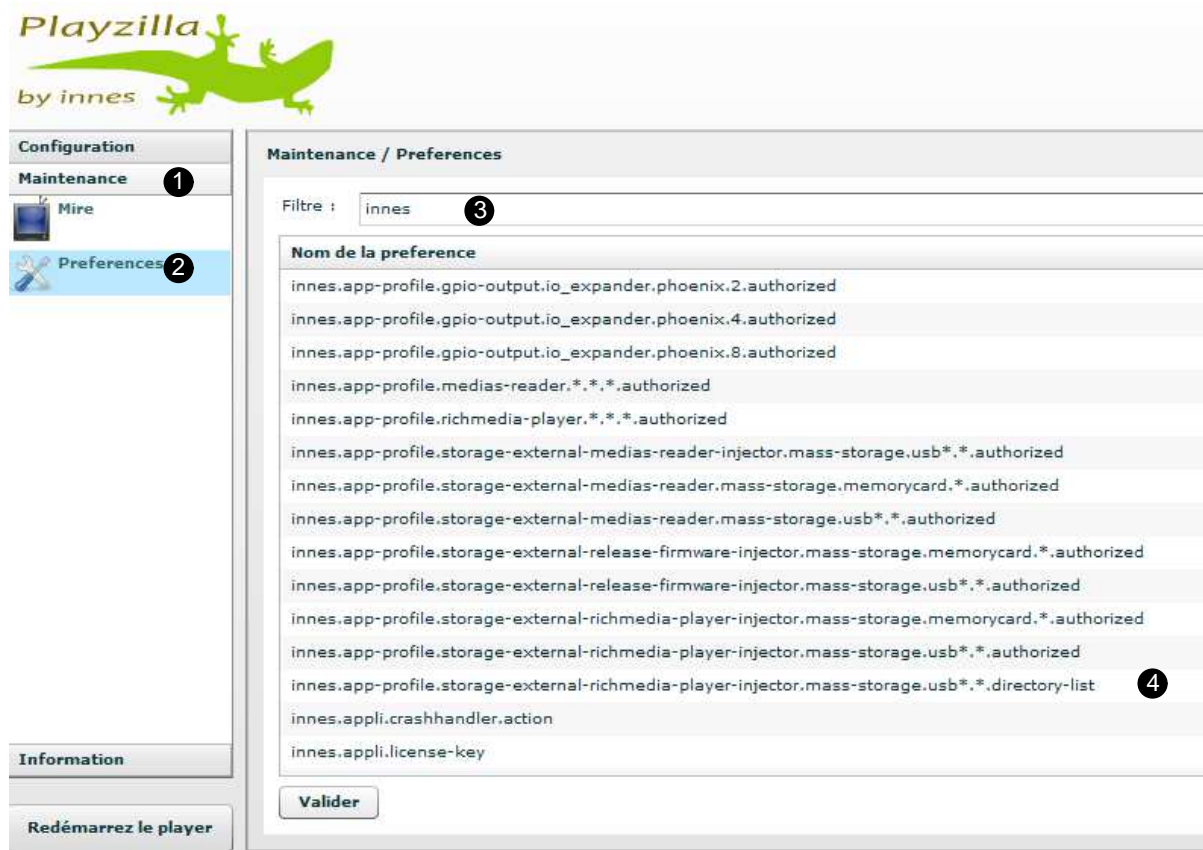 Playzilla
by innes
Configuration
Maintenance 1
Mire
Preferences 2
Information
Redémarrez le player
Maintenance / Preferences
Filtre : innes 3
Nom de la preference
innes.app-profile.gpio-output.io_expander.phoenix.2.authorized
innes.app-profile.gpio-output.io_expander.phoenix.4.authorized
innes.app-profile.gpio-output.io_expander.phoenix.8.authorized
innes.app-profile.medias-reader.*.*.*.authorized
innes.app-profile.richmedia-player.*.*.*.authorized
innes.app-profile.storage-external-medias-reader-injector.mass-storage.usb*.*.authorized
innes.app-profile.storage-external-medias-reader.mass-storage.memorycard.*.authorized
innes.app-profile.storage-external-medias-reader.mass-storage.usb*.*.authorized
innes.app-profile.storage-external-release-firmware-injector.mass-storage.memorycard.*.authorized
innes.app-profile.storage-external-release-firmware-injector.mass-storage.usb*.*.authorized
innes.app-profile.storage-external-richmedia-player-injector.mass-storage.memorycard.*.authorized
innes.app-profile.storage-external-richmedia-player-injector.mass-storage.usb*.*.authorized
innes.app-profile.storage-external-richmedia-player-injector.mass-storage.usb*.*.directory-list 4
innes.appli.crashhandler.action
innes.appli.license-key
Valider